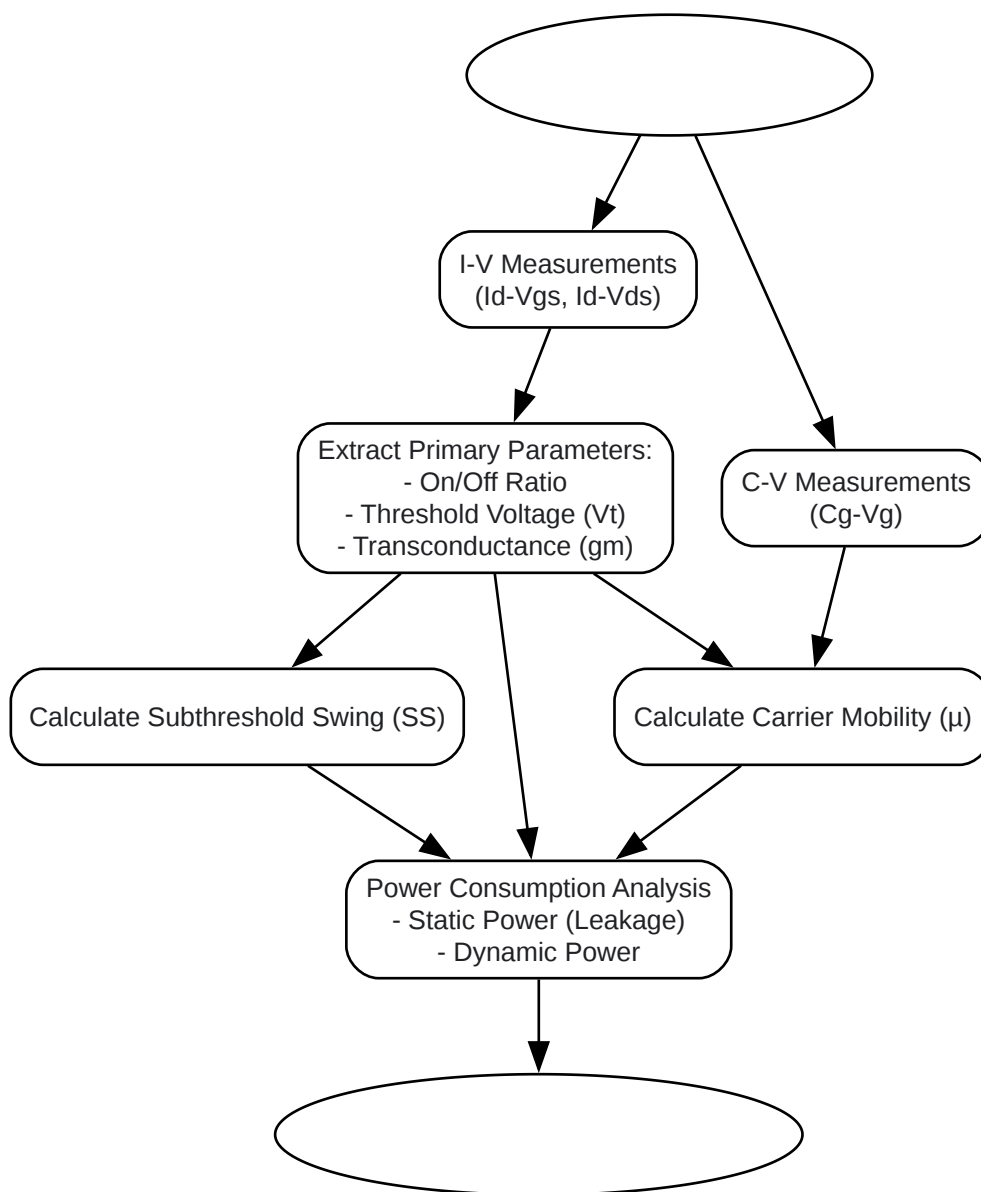 I-V Measurements
(Id-Vgs, Id-Vds)
Extract Primary Parameters:
- On/Off Ratio
- Threshold Voltage (Vt)
- Transconductance (gm)
C-V Measurements
(Cg-Vg)
Calculate Subthreshold Swing (SS)
Calculate Carrier Mobility (µ)
Power Consumption Analysis
- Static Power (Leakage)
- Dynamic Power